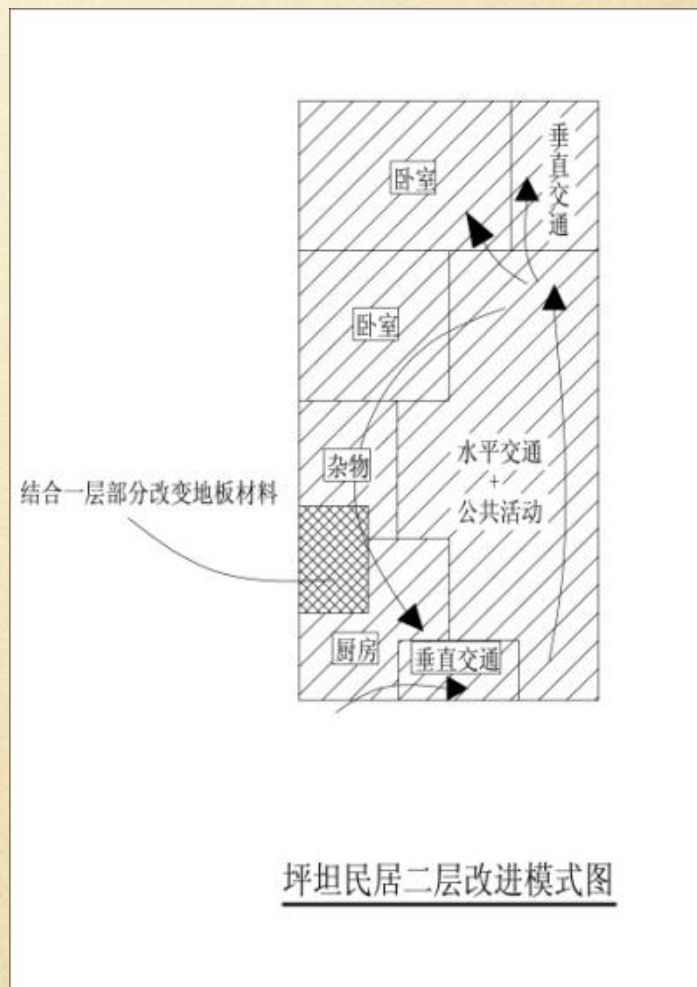 垂直交通
卧室
卧室
杂物
水平交通
+
公共活动
结合一层部分改变地板材料
厨房
垂直交通
坪坦民居二层改进模式图